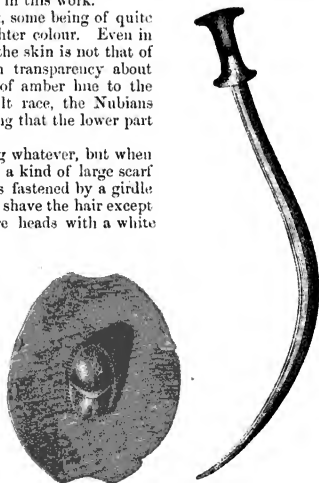 in this work.
, some being of quite
hter colour. Even in
the skin is not that of
transparency about
of amber hue to the
lt race, the Nubians
ng that the lower part
g whatever, but when
a kind of large scarf
s fastened by a girdle
shave the hair except
re heads with a white